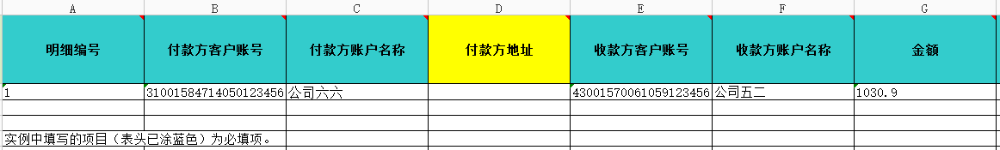 A B C D E F G
明细编号 付款方客户账号 付款方账户名称 付款方地址 收款方客户账号 收款方账户名称 金额
1 31001584714050123456 公司六六 43001570061059123456 公司五二 1030.9
实例中填写的项目（表头已涂蓝色）为必填项。